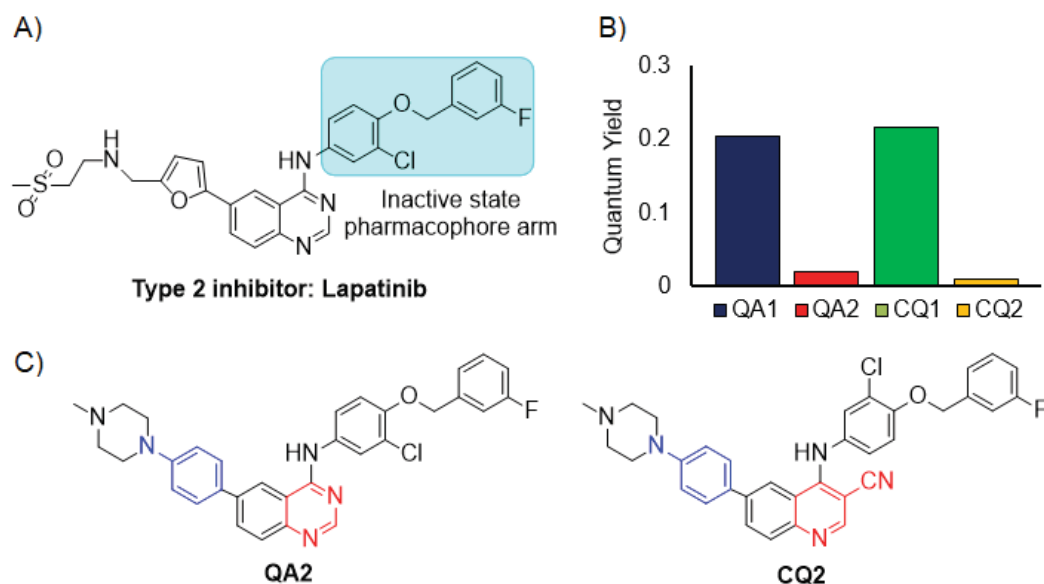 A)
O
F
H
N
Cl
O
S
O
HN
O
N
N
Inactive state
pharmacophore arm
Type 2 inhibitor: Lapatinib
B)
Quantum Yield
0.3
0.2
0.1
0
QA1 QA2 CQ1 CQ2
C)
N
N
O
F
HN
Cl
N
N
QA2
Cl
N
N
O
F
HN
CN
N
CQ2